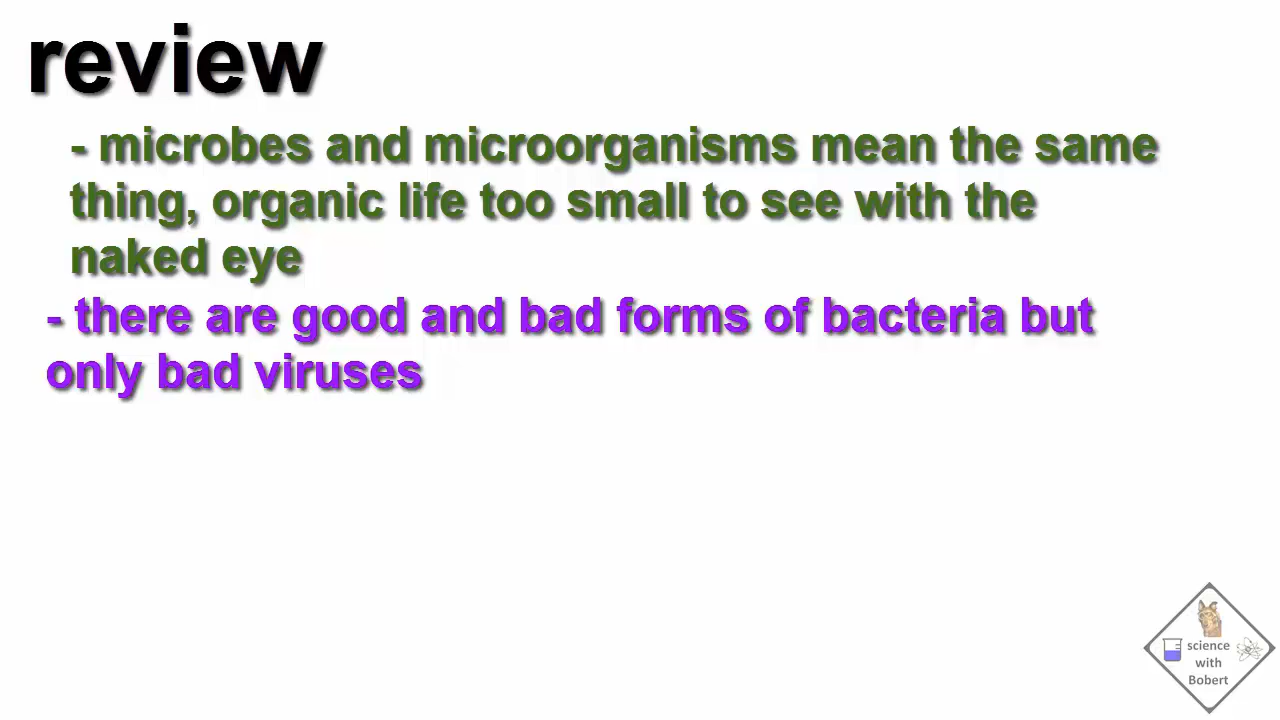 review
- microbes and microorganisms mean the same
thing, organic life too small to see with the
naked eye
- there are good and bad forms of bacteria but
only bad viruses
science
with
Bobert